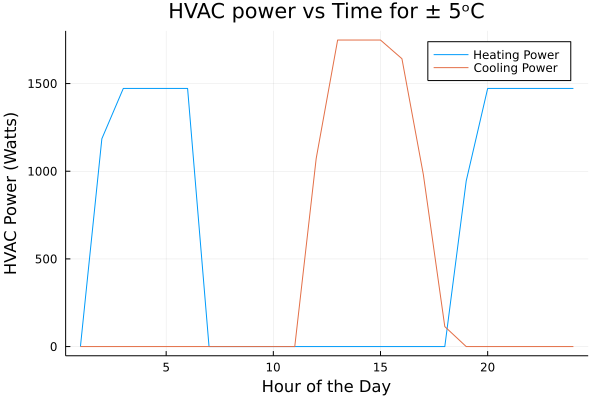 HVAC power vs Time for ± 5ᵒC
Heating Power
Cooling Power
HVAC Power (Watts)
1500
1000
500
0
5
10
15
20
Hour of the Day